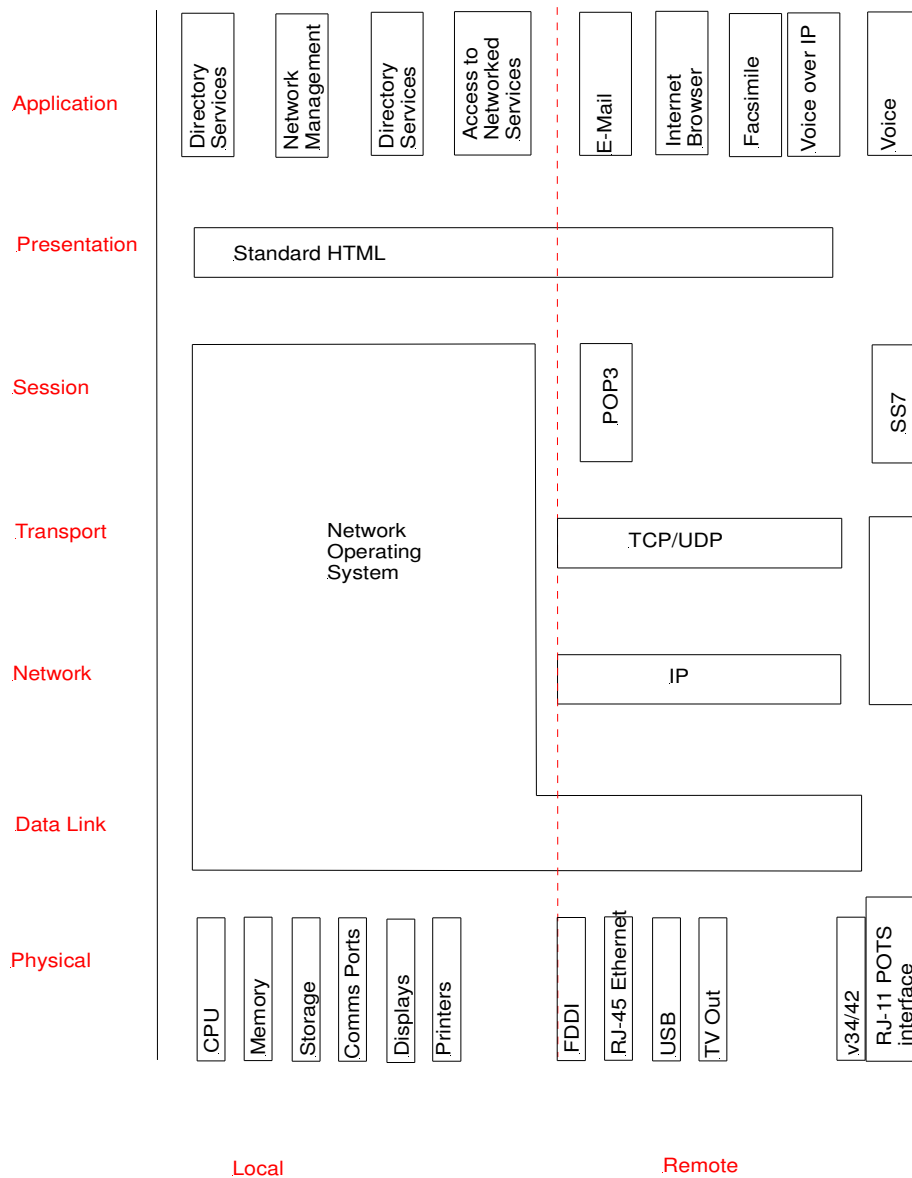 Application
Directory
Services
Network
Management
Directory
Services
Access to
Networked
Services
E-Mail
Internet
Browser
Facsimile
Voice over IP
Voice
Presentation
Standard HTML
Session
POP3
SS7
Transport
Network
Operating
System
TCP/UDP
Network
IP
Data Link
Physical
CPU
Memory
Storage
Comms Ports
Displays
Printers
FDDI
RJ-45 Ethernet
USB
TV Out
v34/42
RJ-11 POTS
interface
Local
Remote